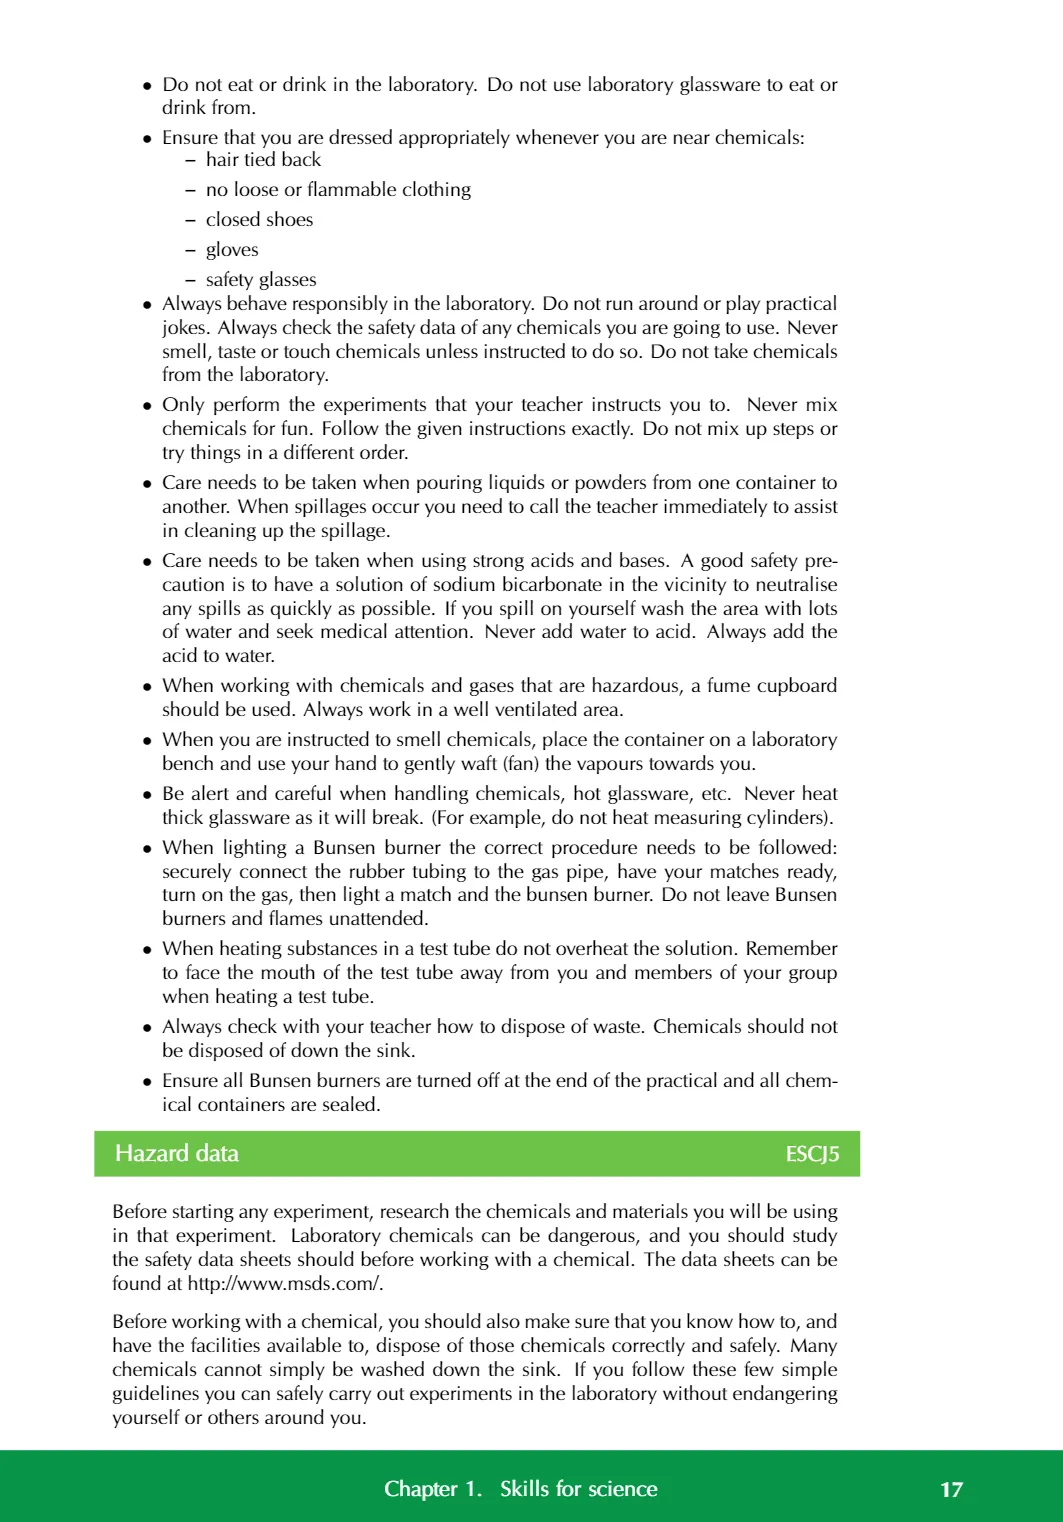 • Do not eat or drink in the laboratory. Do not use laboratory glassware to eat or
drink from.
• Ensure that you are dressed appropriately whenever you are near chemicals:
– hair tied back
– no loose or flammable clothing
– closed shoes
– gloves
– safety glasses
• Always behave responsibly in the laboratory. Do not run around or play practical
jokes. Always check the safety data of any chemicals you are going to use. Never
smell, taste or touch chemicals unless instructed to do so. Do not take chemicals
from the laboratory.
• Only perform the experiments that your teacher instructs you to. Never mix
chemicals for fun. Follow the given instructions exactly. Do not mix up steps or
try things in a different order.
• Care needs to be taken when pouring liquids or powders from one container to
another. When spillages occur you need to call the teacher immediately to assist
in cleaning up the spillage.
• Care needs to be taken when using strong acids and bases. A good safety pre-
caution is to have a solution of sodium bicarbonate in the vicinity to neutralise
any spills as quickly as possible. If you spill on yourself wash the area with lots
of water and seek medical attention. Never add water to acid. Always add the
acid to water.
• When working with chemicals and gases that are hazardous, a fume cupboard
should be used. Always work in a well ventilated area.
• When you are instructed to smell chemicals, place the container on a laboratory
bench and use your hand to gently waft (fan) the vapours towards you.
• Be alert and careful when handling chemicals, hot glassware, etc. Never heat
thick glassware as it will break. (For example, do not heat measuring cylinders).
• When lighting a Bunsen burner the correct procedure needs to be followed:
securely connect the rubber tubing to the gas pipe, have your matches ready,
turn on the gas, then light a match and the bunsen burner. Do not leave Bunsen
burners and flames unattended.
• When heating substances in a test tube do not overheat the solution. Remember
to face the mouth of the test tube away from you and members of your group
when heating a test tube.
• Always check with your teacher how to dispose of waste. Chemicals should not
be disposed of down the sink.
• Ensure all Bunsen burners are turned off at the end of the practical and all chem-
ical containers are sealed.
Hazard data ESCJ5
Before starting any experiment, research the chemicals and materials you will be using
in that experiment. Laboratory chemicals can be dangerous, and you should study
the safety data sheets should before working with a chemical. The data sheets can be
found at http://www.msds.com/.
Before working with a chemical, you should also make sure that you know how to, and
have the facilities available to, dispose of those chemicals correctly and safely. Many
chemicals cannot simply be washed down the sink. If you follow these few simple
guidelines you can safely carry out experiments in the laboratory without endangering
yourself or others around you.
Chapter 1. Skills for science 17